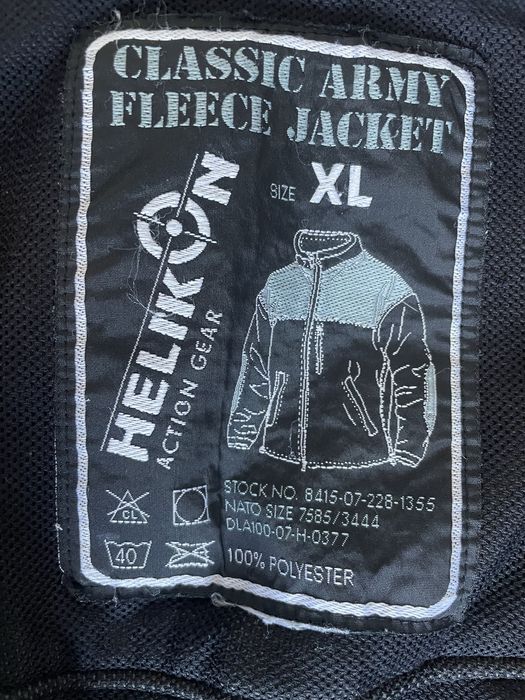 CLASSIC ARMY
FLEECE JACKET
SIZE XL
HELIKON
ACTION GEAR
STOCK NO. 8415-07-228-1355
NATO SIZE 7585/3444
DLA100-07-H-0377
100% POLYESTER
CL
40